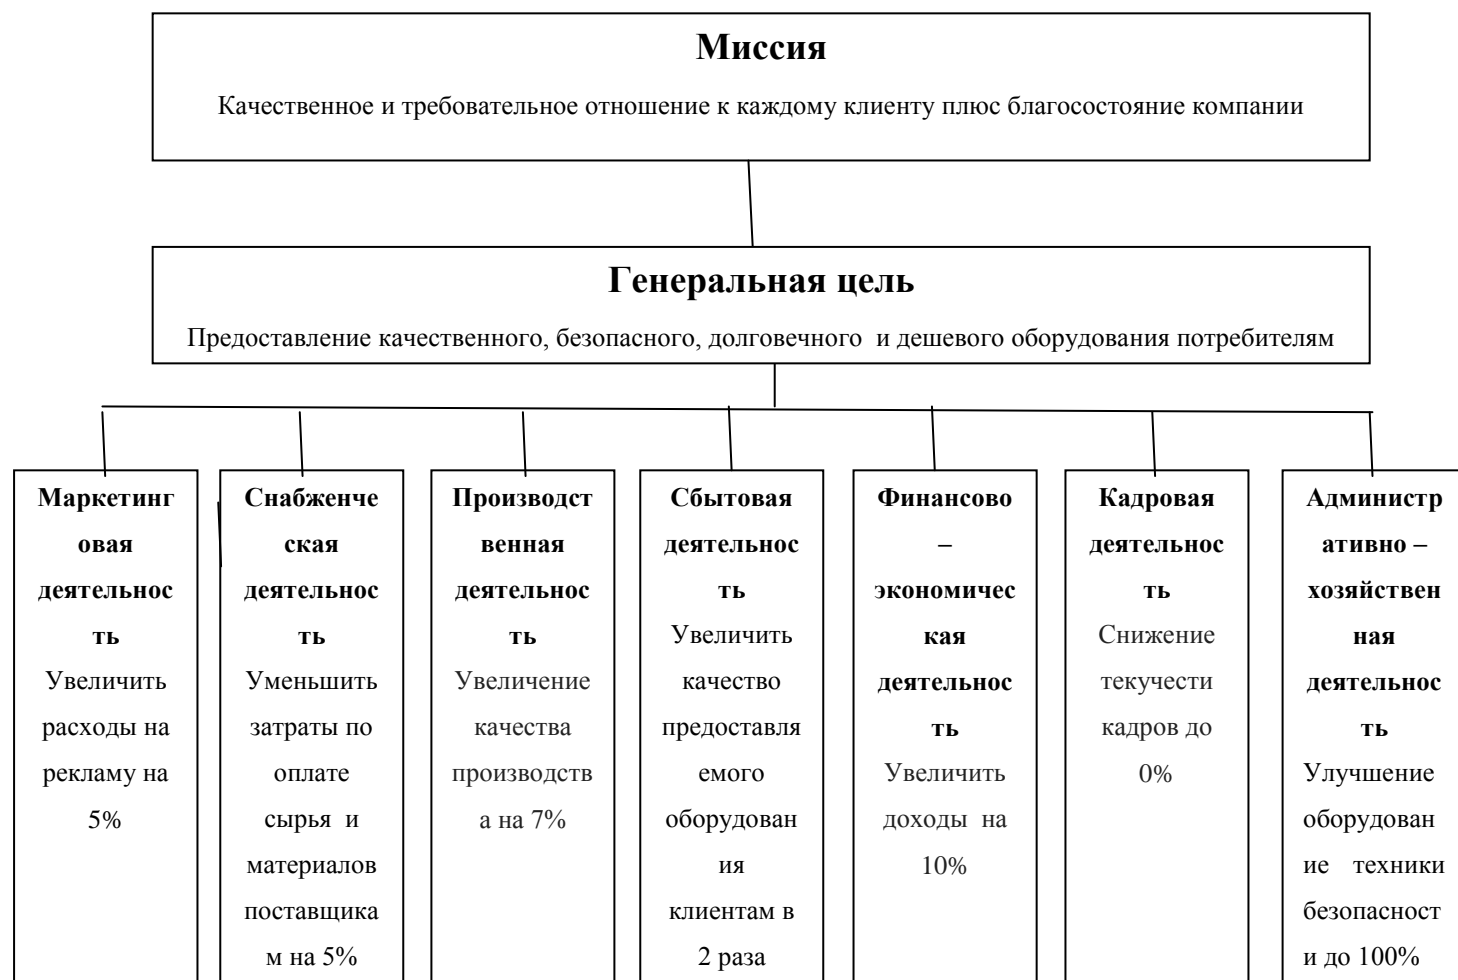 Миссия
Качественное и требовательное отношение к каждому клиенту плюс благосостояние компании
Генеральная цель
Предоставление качественного, безопасного, долговечного  и дешевого оборудования потребителям
Маркетинг
овая
деятельнос
ть
Увеличить
расходы на
рекламу на
5%
Снабженче
ская
деятельнос
ть
Уменьшить
затраты по
оплате
сырья  и
материалов
поставщика
м на 5%
Производст
венная
деятельнос
ть
Увеличение
качества
производств
а на 7%
Сбытовая
деятельнос
ть
Увеличить
качество
предоставля
емого
оборудован
ия
клиентам в
2 раза
Финансово
–
экономичес
кая
деятельнос
ть
Увеличить
доходы  на
10%
Кадровая
деятельнос
ть
Снижение
текучести
кадров до
0%
Администр
ативно –
хозяйствен
ная
деятельнос
ть
Улучшение
оборудован
ие техники
безопасност
и до 100%